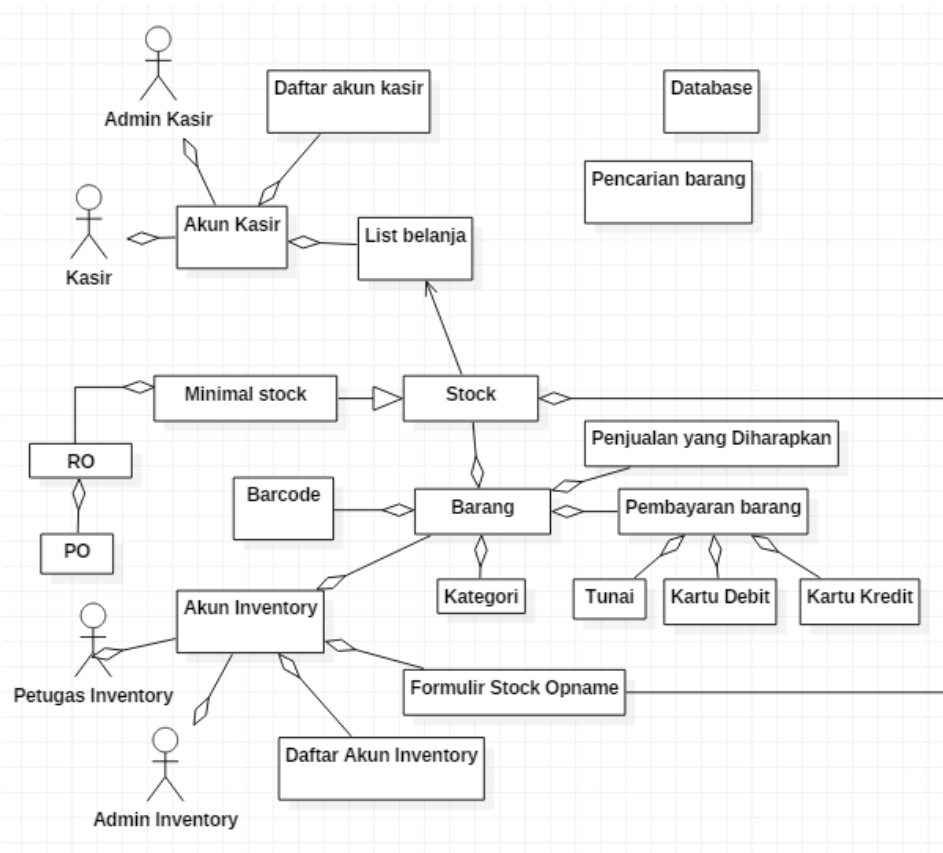 Daftar akun kasir
Database
Admin Kasir
Pencarian barang
Akun Kasir
List belanja
Kasir
Minimal stock
Stock
Penjualan yang Diharapkan
RO
Barcode
Barang
Pembayaran barang
PO
Kategori
Tunai
Kartu Debit
Kartu Kredit
Akun Inventory
Petugas Inventory
Formulir Stock Opname
Daftar Akun Inventory
Admin Inventory